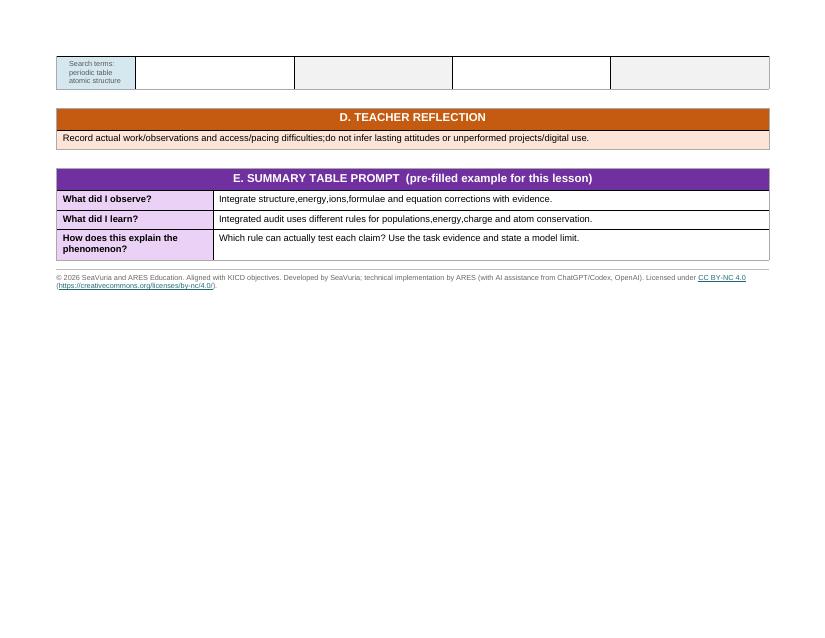 Search terms:
periodic table
atomic structure
D. TEACHER REFLECTION
Record actual work/observations and access/pacing difficulties;do not infer lasting attitudes or unperformed projects/digital use.
E. SUMMARY TABLE PROMPT  (pre-filled example for this lesson)
What did I observe? Integrate structure,energy,ions,formulae and equation corrections with evidence.
What did I learn? Integrated audit uses different rules for populations,energy,charge and atom conservation.
How does this explain the phenomenon? Which rule can actually test each claim? Use the task evidence and state a model limit.
© 2026 SeaVuria and ARES Education. Aligned with KICD objectives. Developed by SeaVuria; technical implementation by ARES (with AI assistance from ChatGPT/Codex, OpenAI). Licensed under CC BY-NC 4.0
(https://creativecommons.org/licenses/by-nc/4.0/).